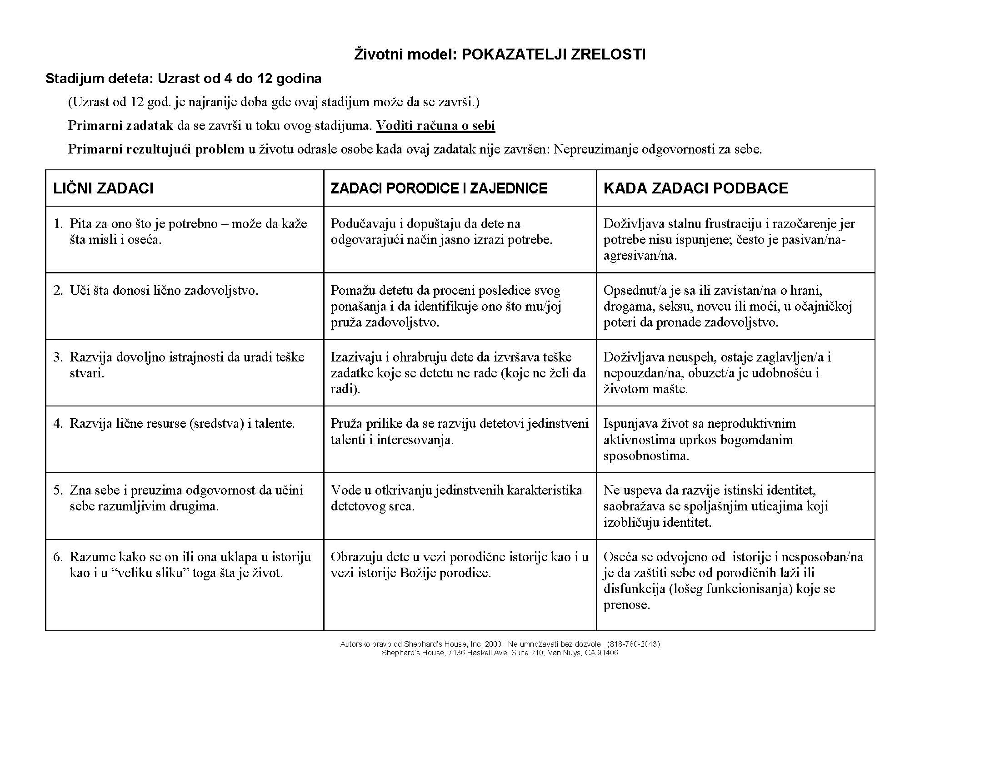 Životni model: POKAZATELJI ZRELOSTI
Stadijum deteta: Uzrast od 4 do 12 godina
(Uzrast od 12 god. je najranije doba gde ovaj stadijum može da se završi.)
Primarni zadatak da se završi u toku ovog stadijuma. Voditi računa o sebi
Primarni rezultujući problem u životu odrasle osobe kada ovaj zadatak nije završen: Nepreuzimanje odgovornosti za sebe.
LIČNI ZADACI
ZADACI PORODICE I ZAJEDNICE
KADA ZADACI PODBACE
1. Pita za ono što je potrebno – može da kaže
šta misli i oseća.
Podučavaju i dopuštaju da dete na
odgovarajući način jasno izrazi potrebe.
Doživljava stalnu frustraciju i razočarenje jer
potrebe nisu ispunjene; često je pasivan/na-
agresivan/na.
2. Uči šta donosi lično zadovoljstvo.
Pomažu detetu da proceni posledice svog
ponašanja i da identifikuje ono što mu/joj
pruža zadovoljstvo.
Opsednut/a je sa ili zavistan/na o hrani,
drogama, seksu, novcu ili moći, u očajničkoj
poteri da pronađe zadovoljstvo.
3. Razvija dovoljno istrajnosti da uradi teške
stvari.
Izazivaju i ohrabruju dete da izvršava teške
zadatke koje se detetu ne rade (koje ne želi da
radi).
Doživljava neuspeh, ostaje zaglavljen/a i
nepouzdan/na, obuzet/a je udobnošću i
životom mašte.
4. Razvija lične resurse (sredstva) i talente.
Pruža prilike da se razviju detetovi jedinstveni
talenti i interesovanja.
Ispunjava život sa neproduktivnim
aktivnostima uprkos bogomdanim
sposobnostima.
5. Zna sebe i preuzima odgovornost da učini
sebe razumljivim drugima.
Vode u otkrivanju jedinstvenih karakteristika
detetovog srca.
Ne uspeva da razvije istinski identitet,
saobražava se spoljašnjim uticajima koji
izobličuju identitet.
6. Razume kako se on ili ona uklapa u istoriju
kao i u “veliku sliku” toga šta je život.
Obrazuju dete u vezi porodične istorije kao i u
vezi istorije Božije porodice.
Oseća se odvojeno od istorije i nesposoban/na
je da zaštiti sebe od porodičnih laži ili
disfunkcija (lošeg funkcionisanja) koje se
prenose.
Autorsko pravo od Shephard’s House, Inc. 2000. Ne umnožavati bez dozvole. (818-780-2043)
Shephard’s House, 7136 Haskell Ave. Suite 210, Van Nuys, CA 91406